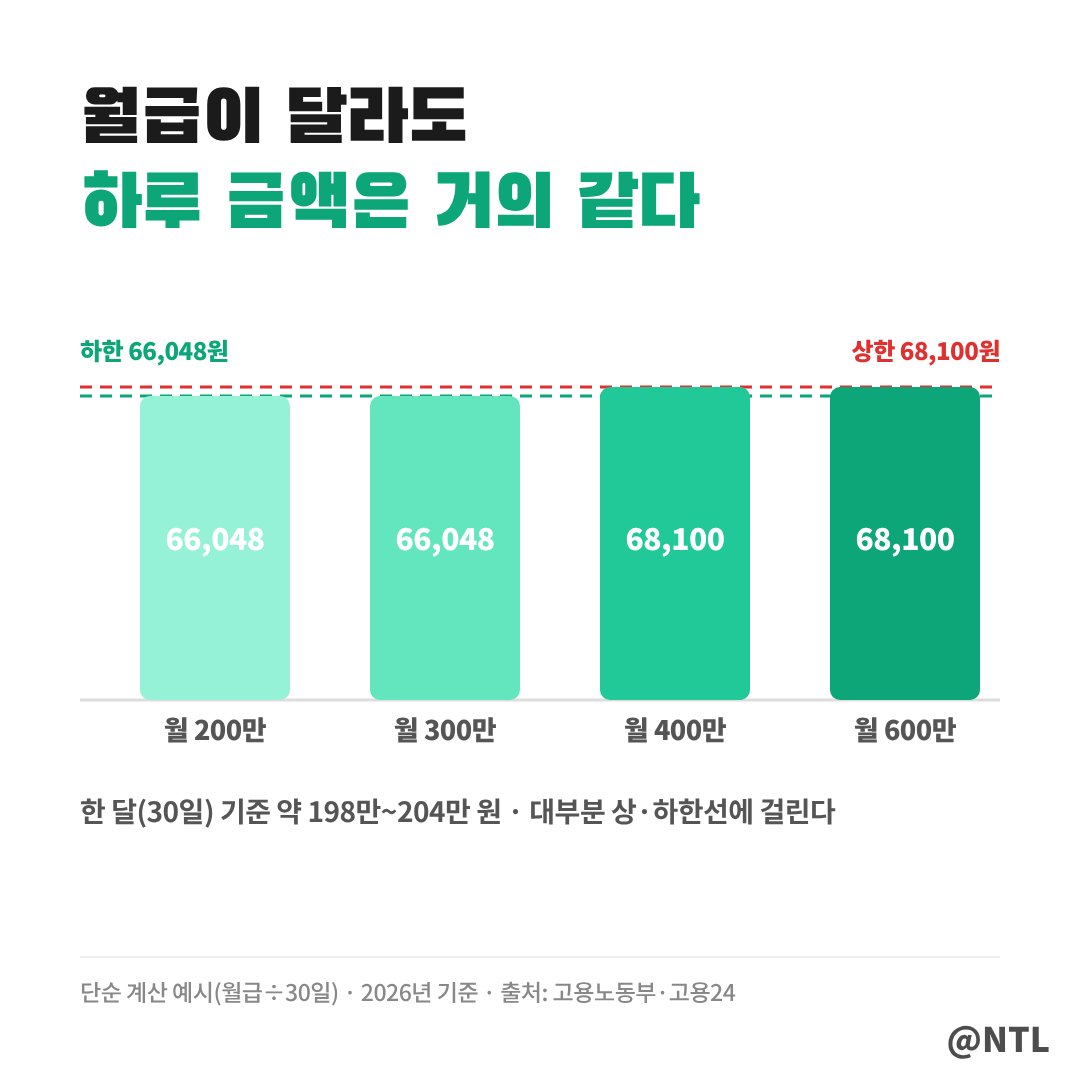 월급이 달라도
하루 금액은 거의 같다
하한 66,048원
상한 68,100원
66,048
66,048
68,100
68,100
월 200만
월 300만
월 400만
월 600만
한 달(30일) 기준 약 198만~204만 원 · 대부분 상·하한선에 걸린다
단순 계산 예시(월급÷30일) · 2026년 기준 · 출처: 고용노동부·고용24
@NTL